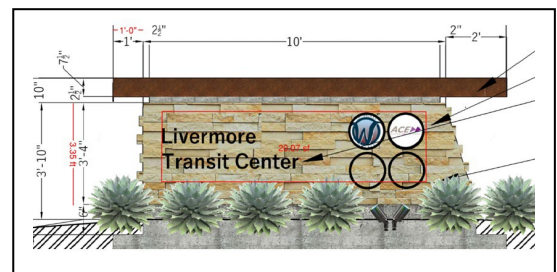 1'-0"
2½"
2"
1'
10'
2'
7½"
10"
2½"
3'-10"
3.35 ft
3'-4"
6"
Livermore
Transit Center
29.07 sf
W
ACE